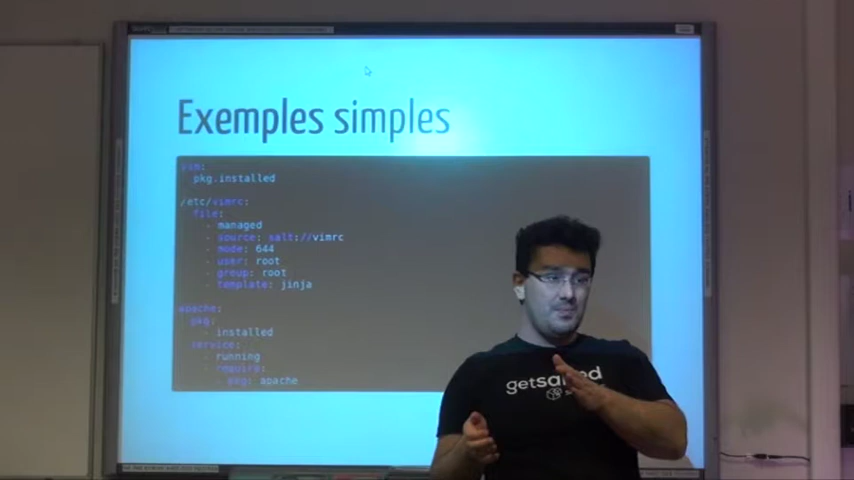 Exemples simples
vim:
pkg.installed
/etc/vimrc:
file:
- managed
- source: salt://vimrc
- mode: 644
- user: root
- group: root
- template: jinja
apache:
pkg:
- installed
service:
- running
- require:
- pkg: apache